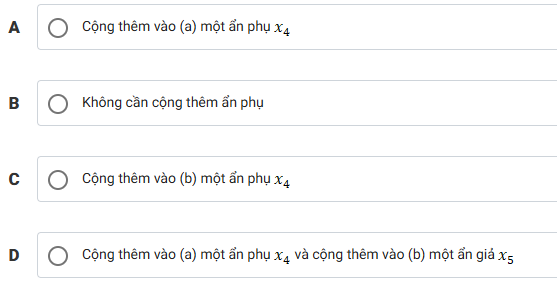 A Cộng thêm vào (a) một ẩn phụ x₄
B Không cần cộng thêm ẩn phụ
C Cộng thêm vào (b) một ẩn phụ x₄
D Cộng thêm vào (a) một ẩn phụ x₄ và cộng thêm vào (b) một ẩn giả x₅